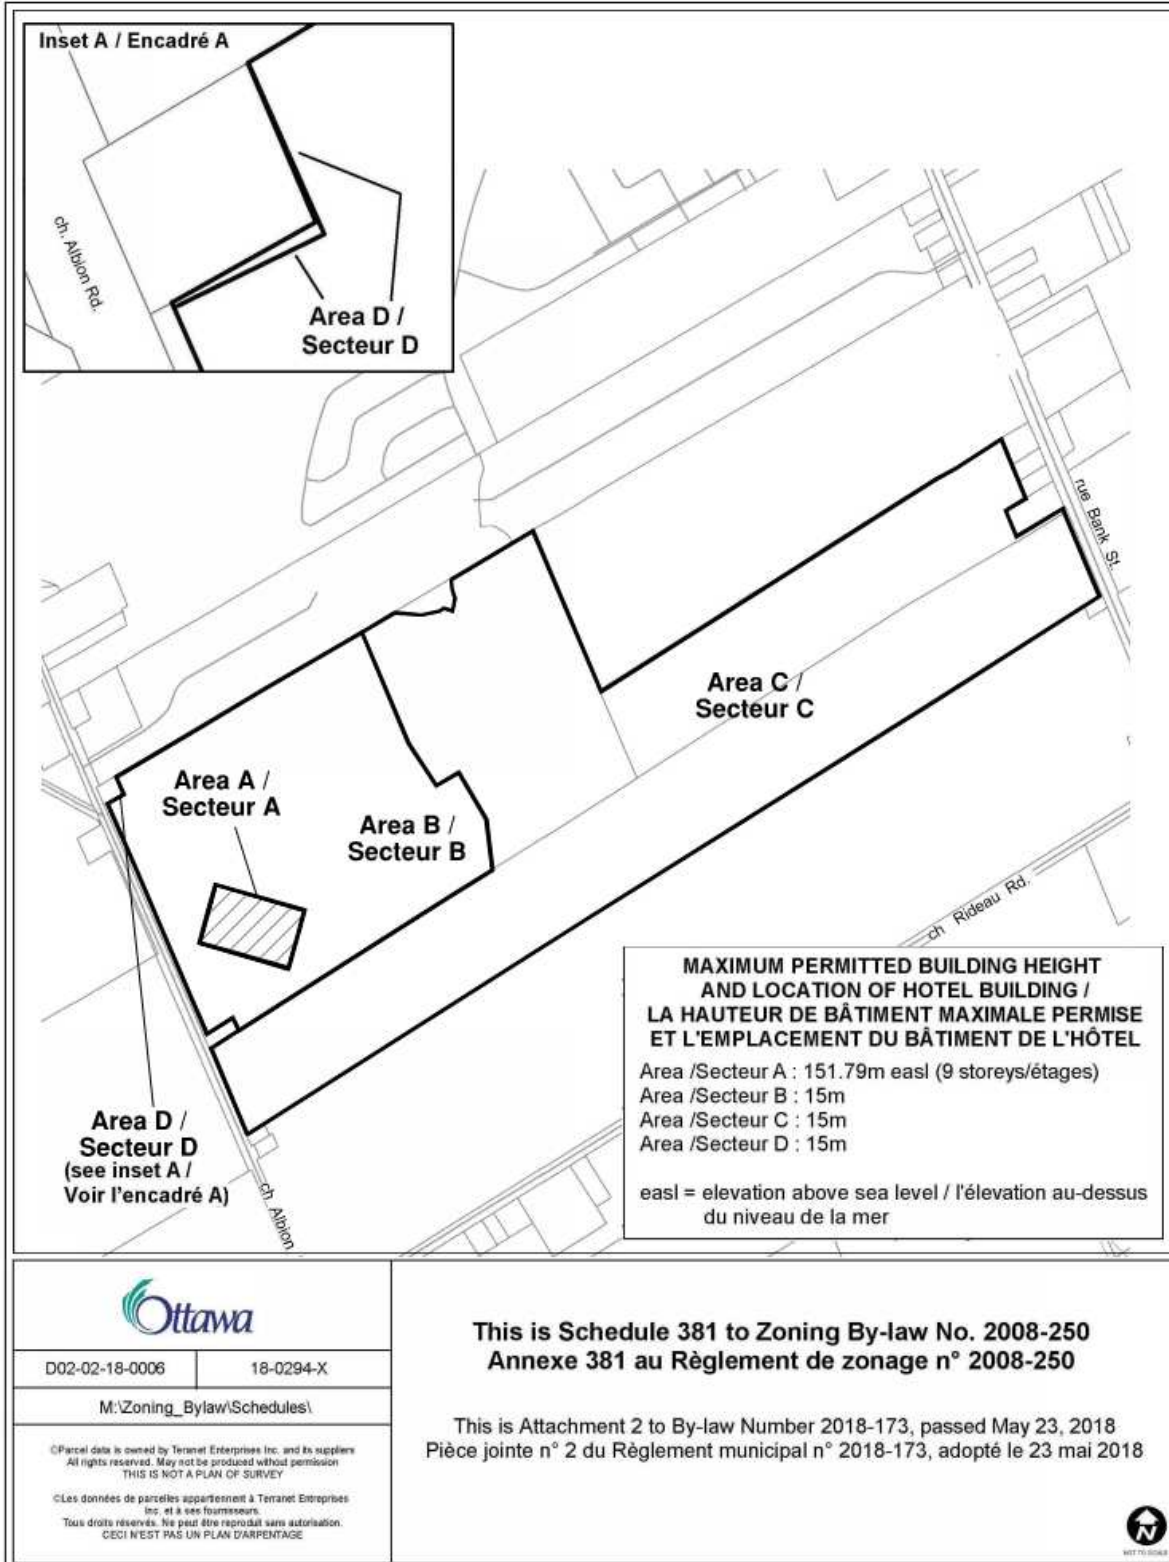 Inset A / Encadré A
ch. Albion Rd.
Area D /
Secteur D
rue Bank St.
Area C /
Secteur C
Area A /
Secteur A
Area B /
Secteur B
ch Rideau Rd.
Area D /
Secteur D
(see inset A /
Voir l'encadré A)
ch. Albion
MAXIMUM PERMITTED BUILDING HEIGHT
AND LOCATION OF HOTEL BUILDING /
LA HAUTEUR DE BÂTIMENT MAXIMALE PERMISE
ET L'EMPLACEMENT DU BÂTIMENT DE L'HÔTEL
Area /Secteur A : 151.79m easl (9 storeys/étages)
Area /Secteur B : 15m
Area /Secteur C : 15m
Area /Secteur D : 15m
easl = elevation above sea level / l'élévation au-dessus
du niveau de la mer
Ottawa
D02-02-18-0006
18-0294-X
M:\Zoning_Bylaw\Schedules\
©Parcel data is owned by Teranet Enterprises Inc. and its suppliers
All rights reserved. May not be produced without permission
THIS IS NOT A PLAN OF SURVEY
©Les données de parcelles appartiennent à Teranet Entreprises
Inc. et à ses fournisseurs.
Tous droits réservés. Ne peut être reproduit sans autorisation.
CECI N'EST PAS UN PLAN D'ARPENTAGE
This is Schedule 381 to Zoning By-law No. 2008-250
Annexe 381 au Règlement de zonage n° 2008-250
This is Attachment 2 to By-law Number 2018-173, passed May 23, 2018
Pièce jointe n° 2 du Règlement municipal n° 2018-173, adopté le 23 mai 2018
N
NOT TO SCALE